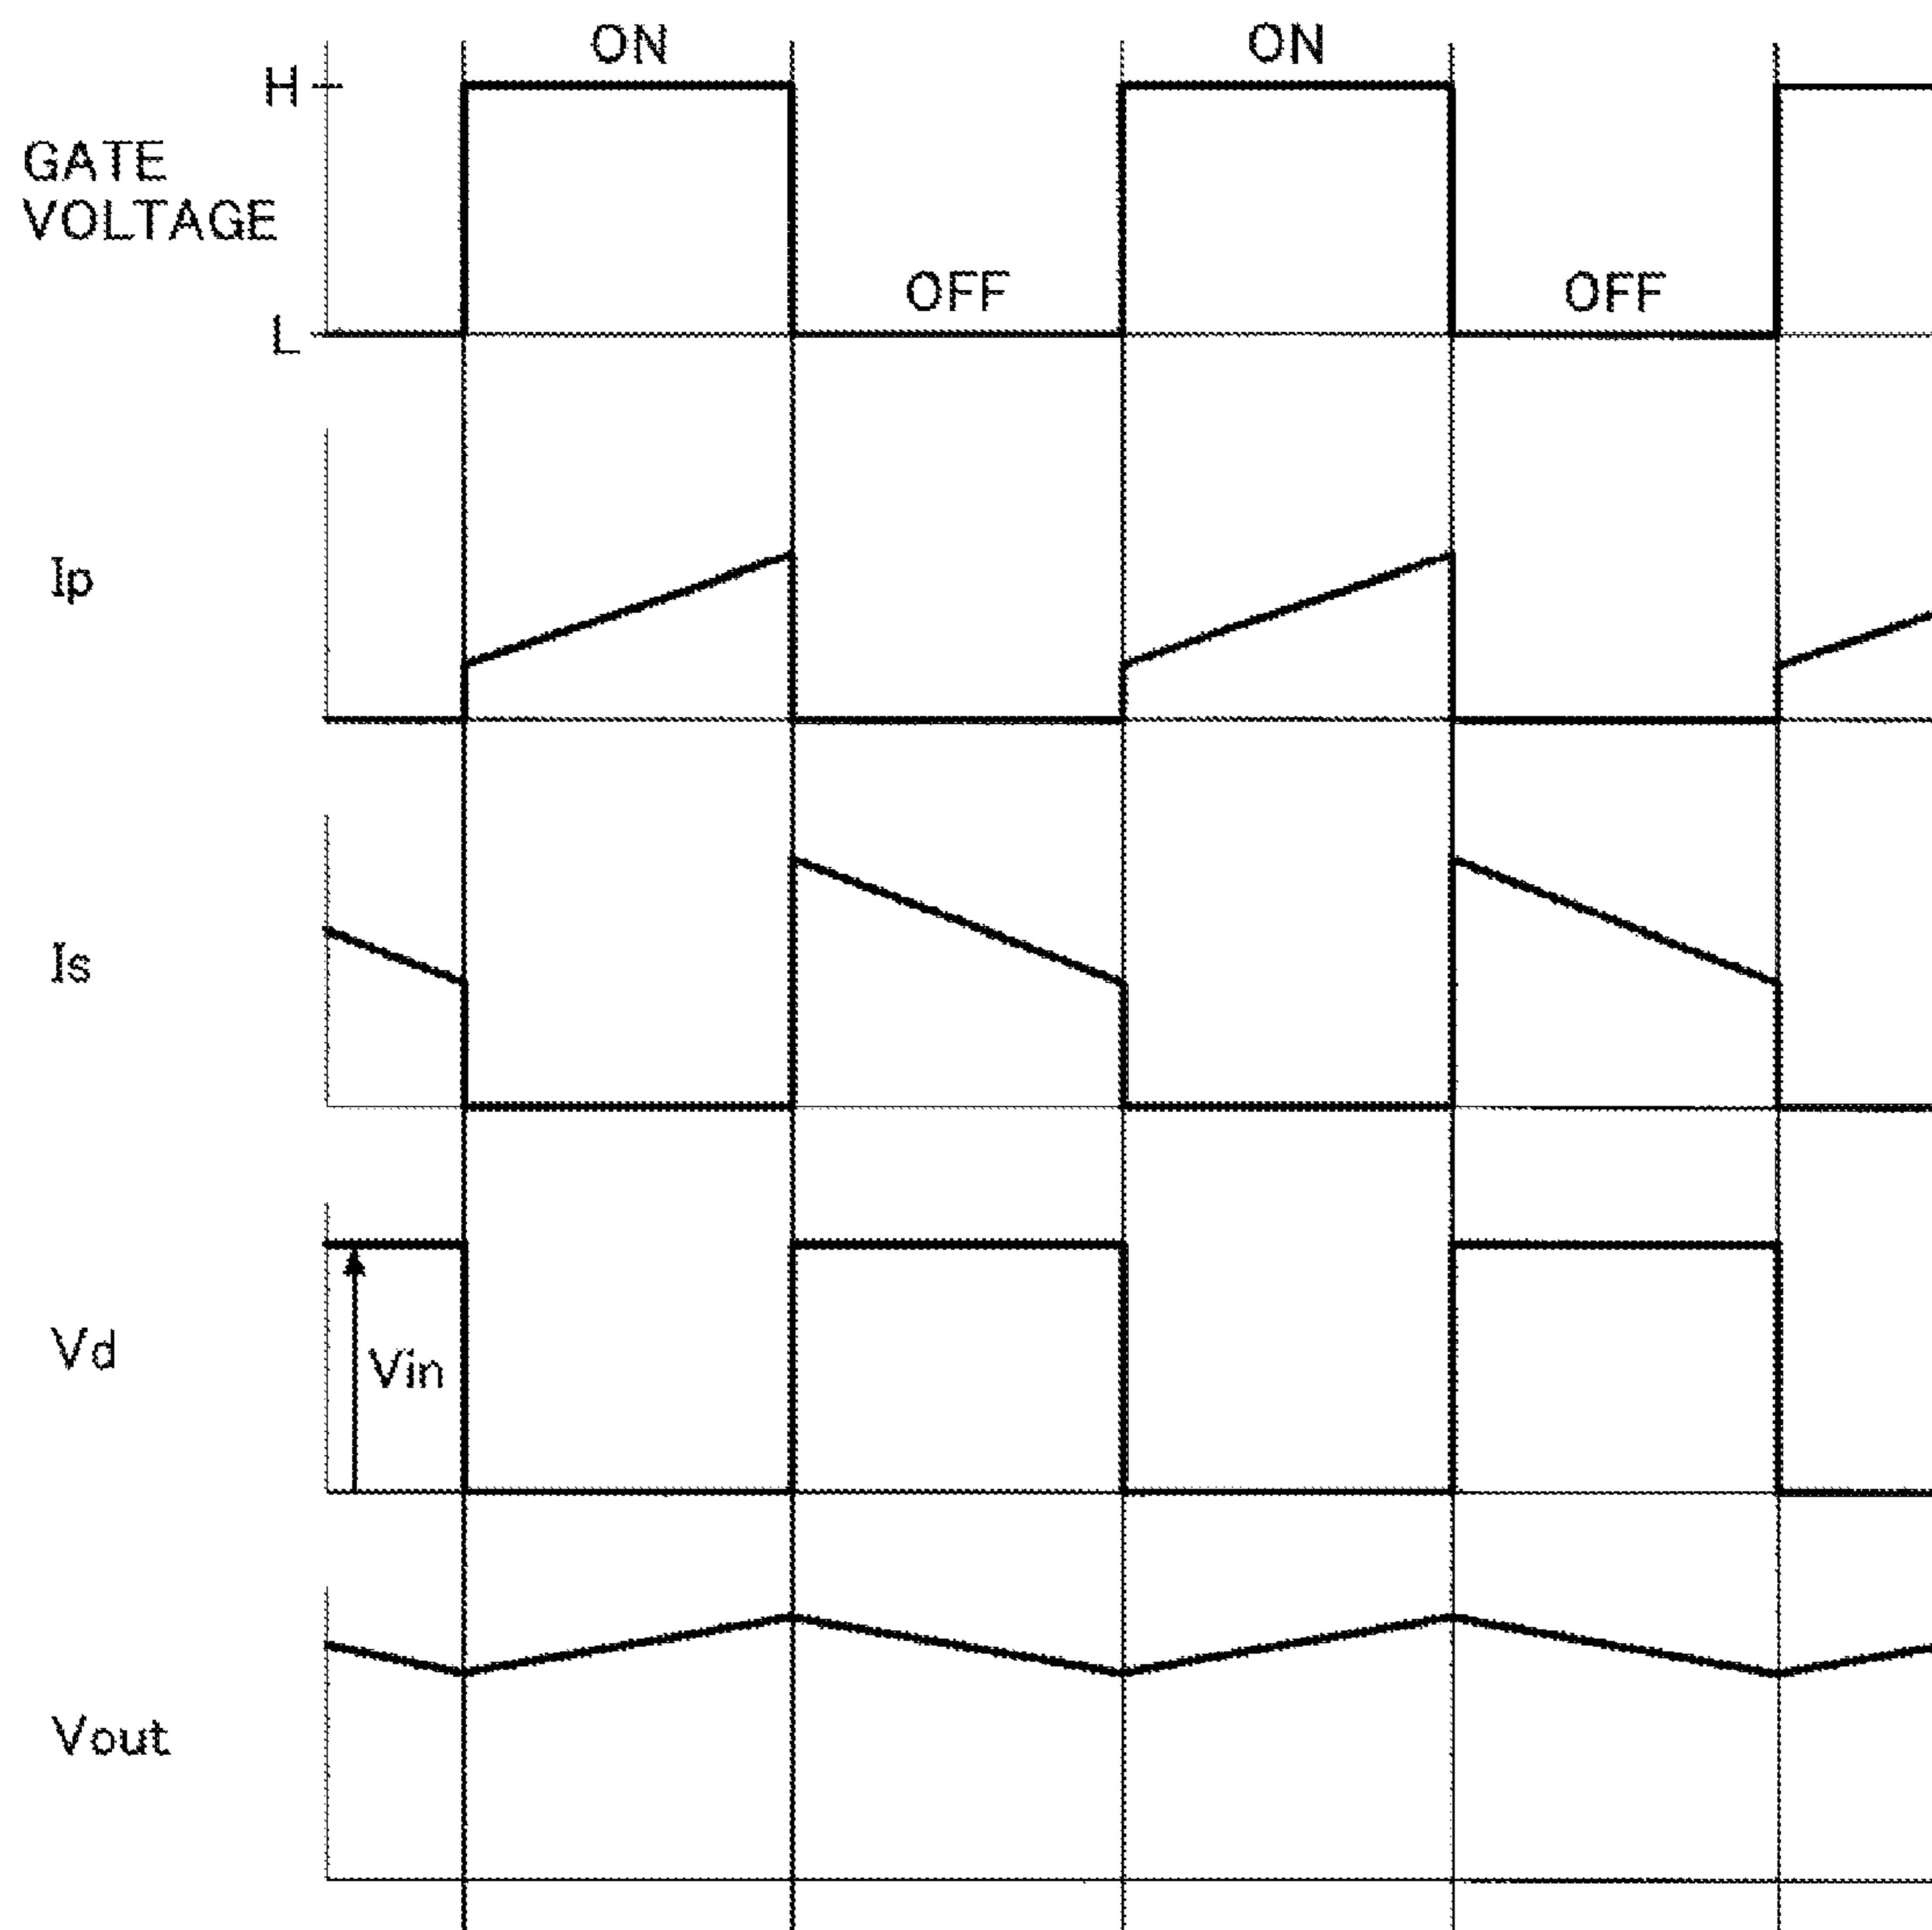 ON
ON
H
GATE
VOLTAGE
OFF
OFF
L
Ip
Is
Vd
Vin
Vout